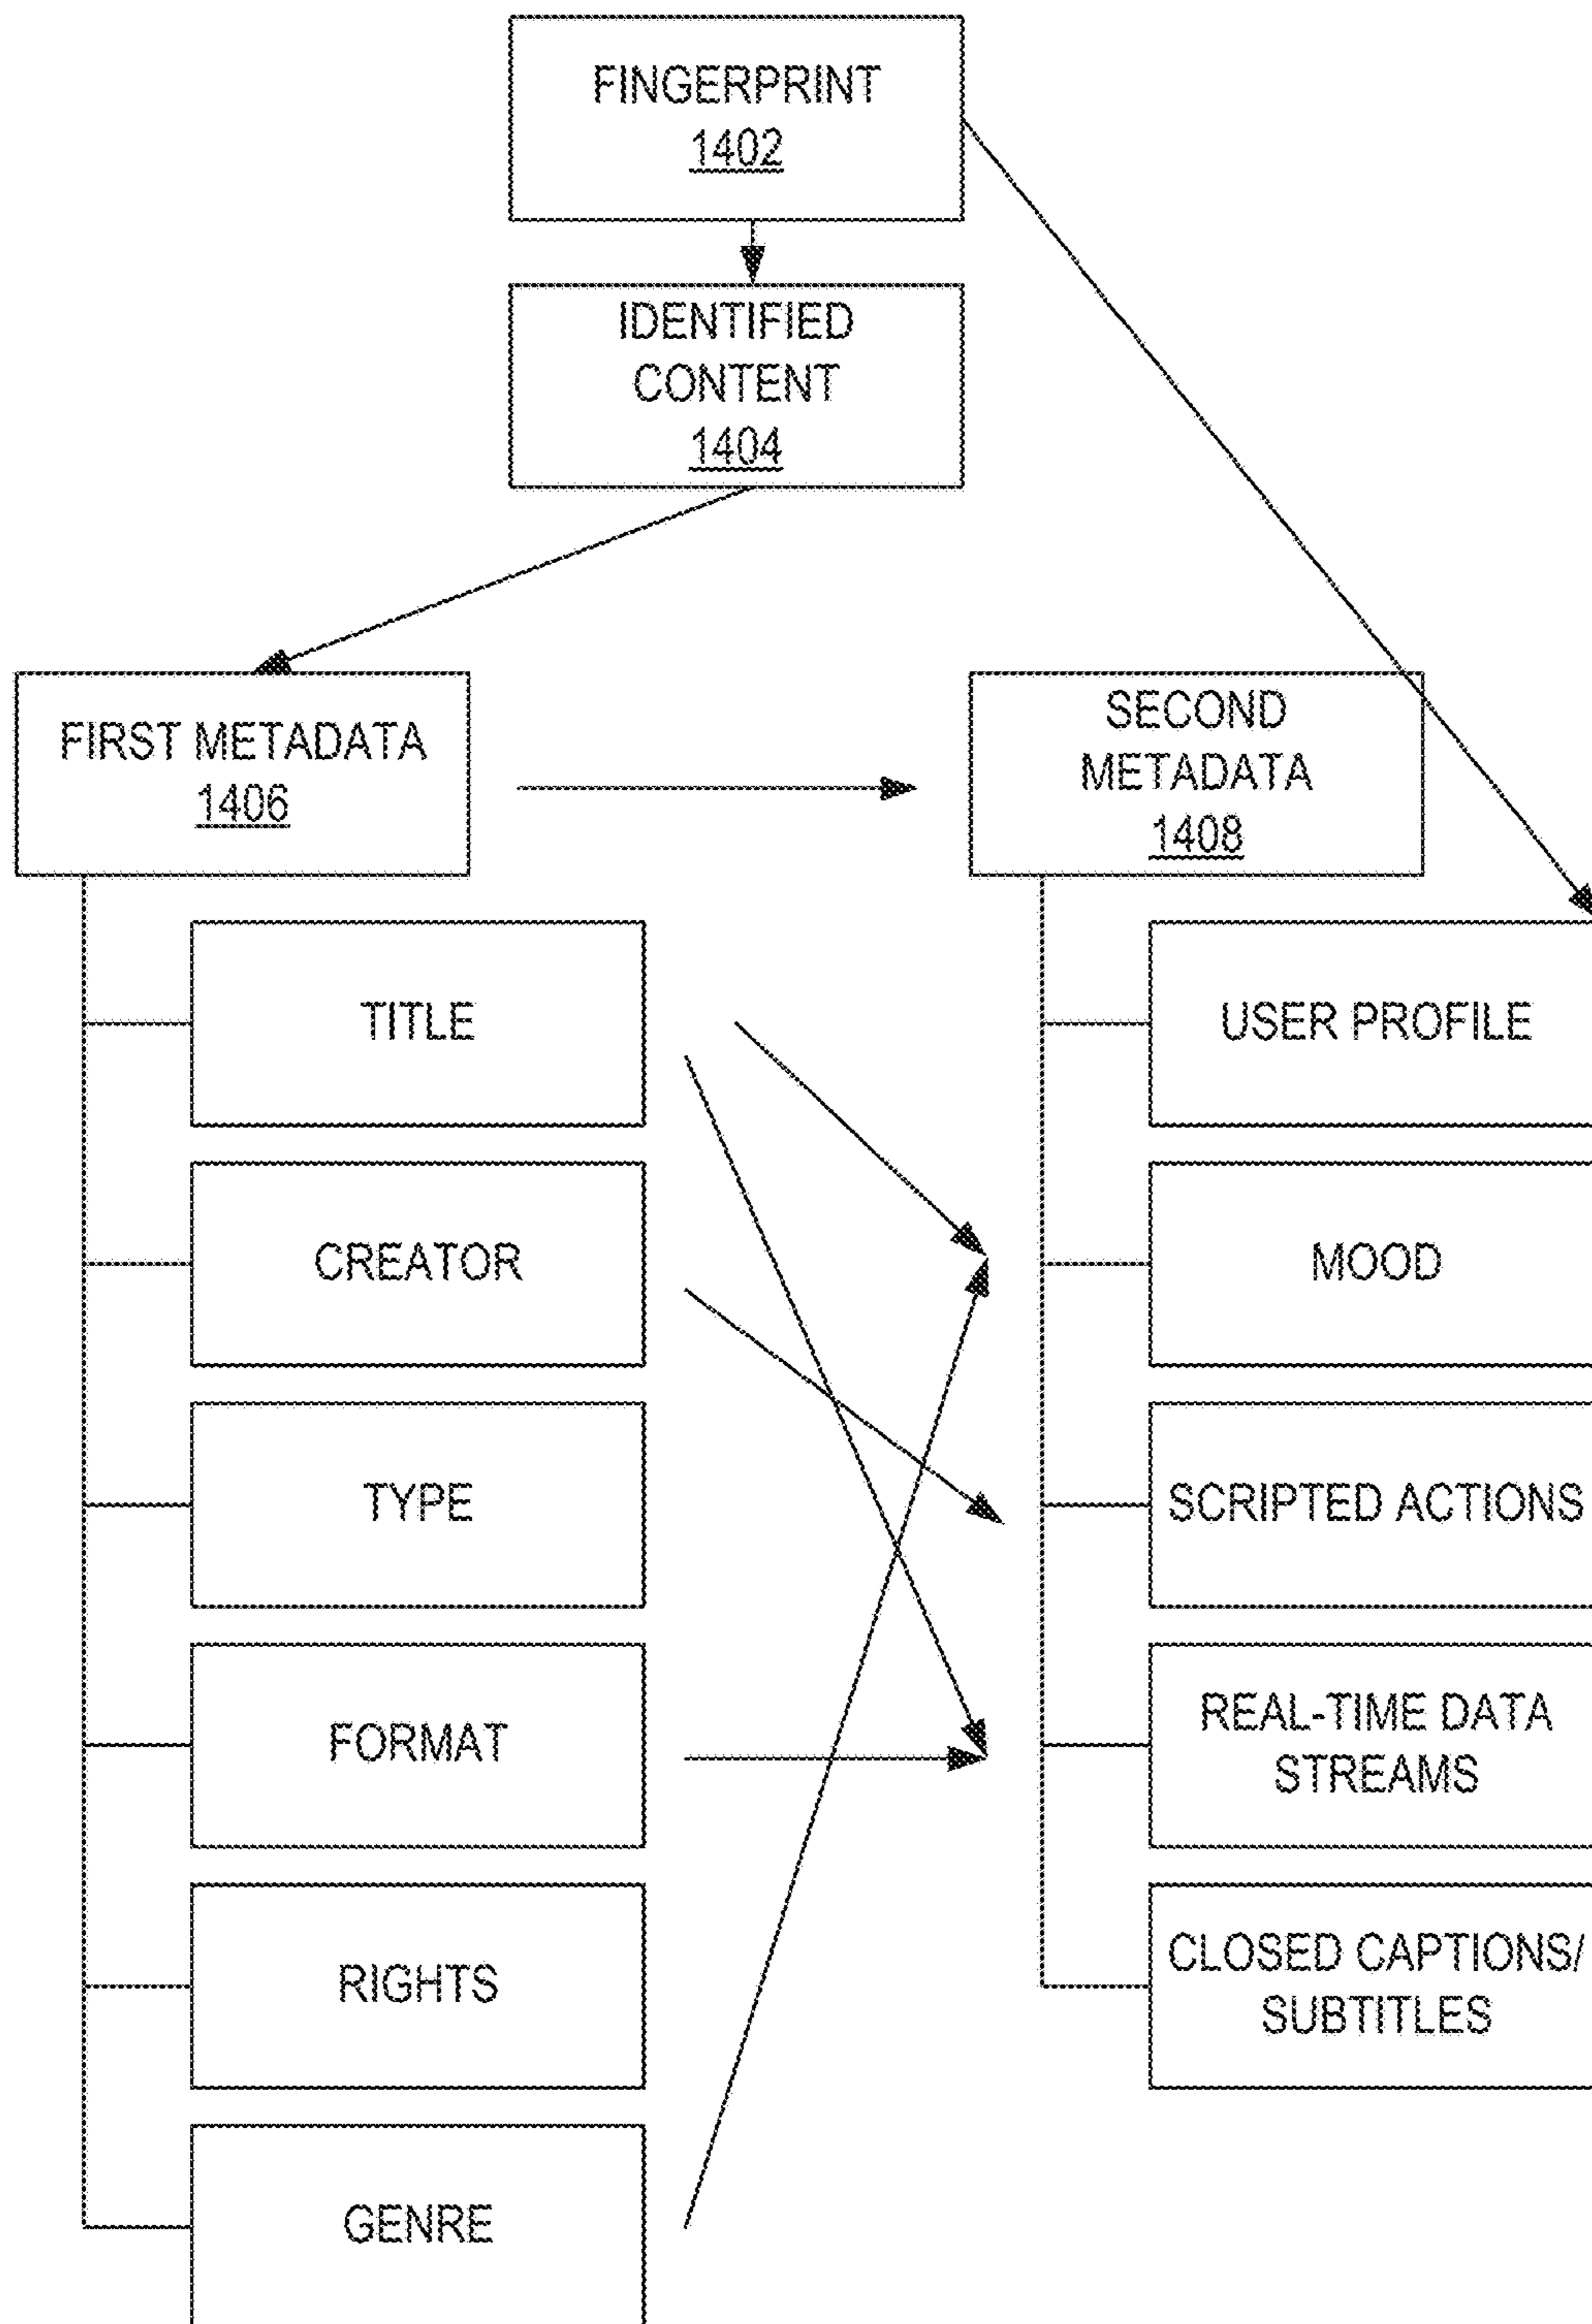 FINGERPRINT
1402
IDENTIFIED
CONTENT
1404
FIRST METADATA
1406
SECOND
METADATA
1408
TITLE
CREATOR
TYPE
FORMAT
RIGHTS
GENRE
USER PROFILE
MOOD
SCRIPTED ACTIONS
REAL-TIME DATA
STREAMS
CLOSED CAPTIONS/
SUBTITLES